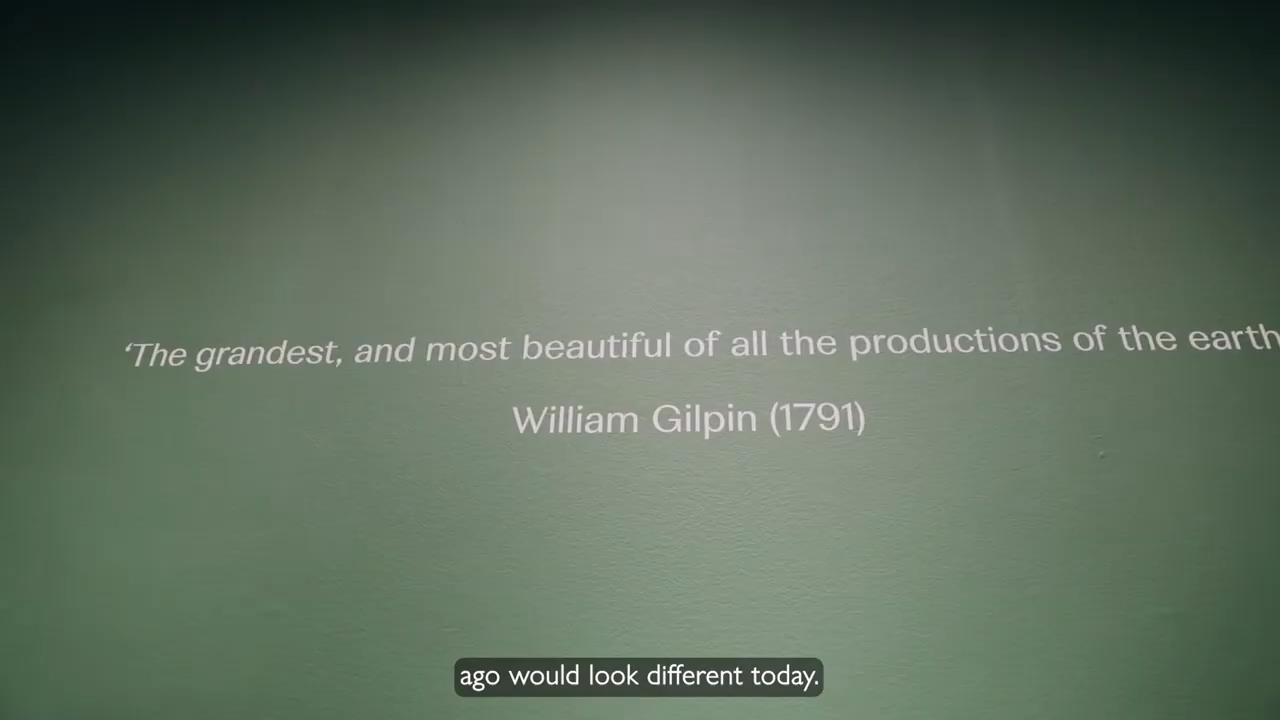 ‘The grandest, and most beautiful of all the productions of the earth
William Gilpin (1791)
ago would look different today.